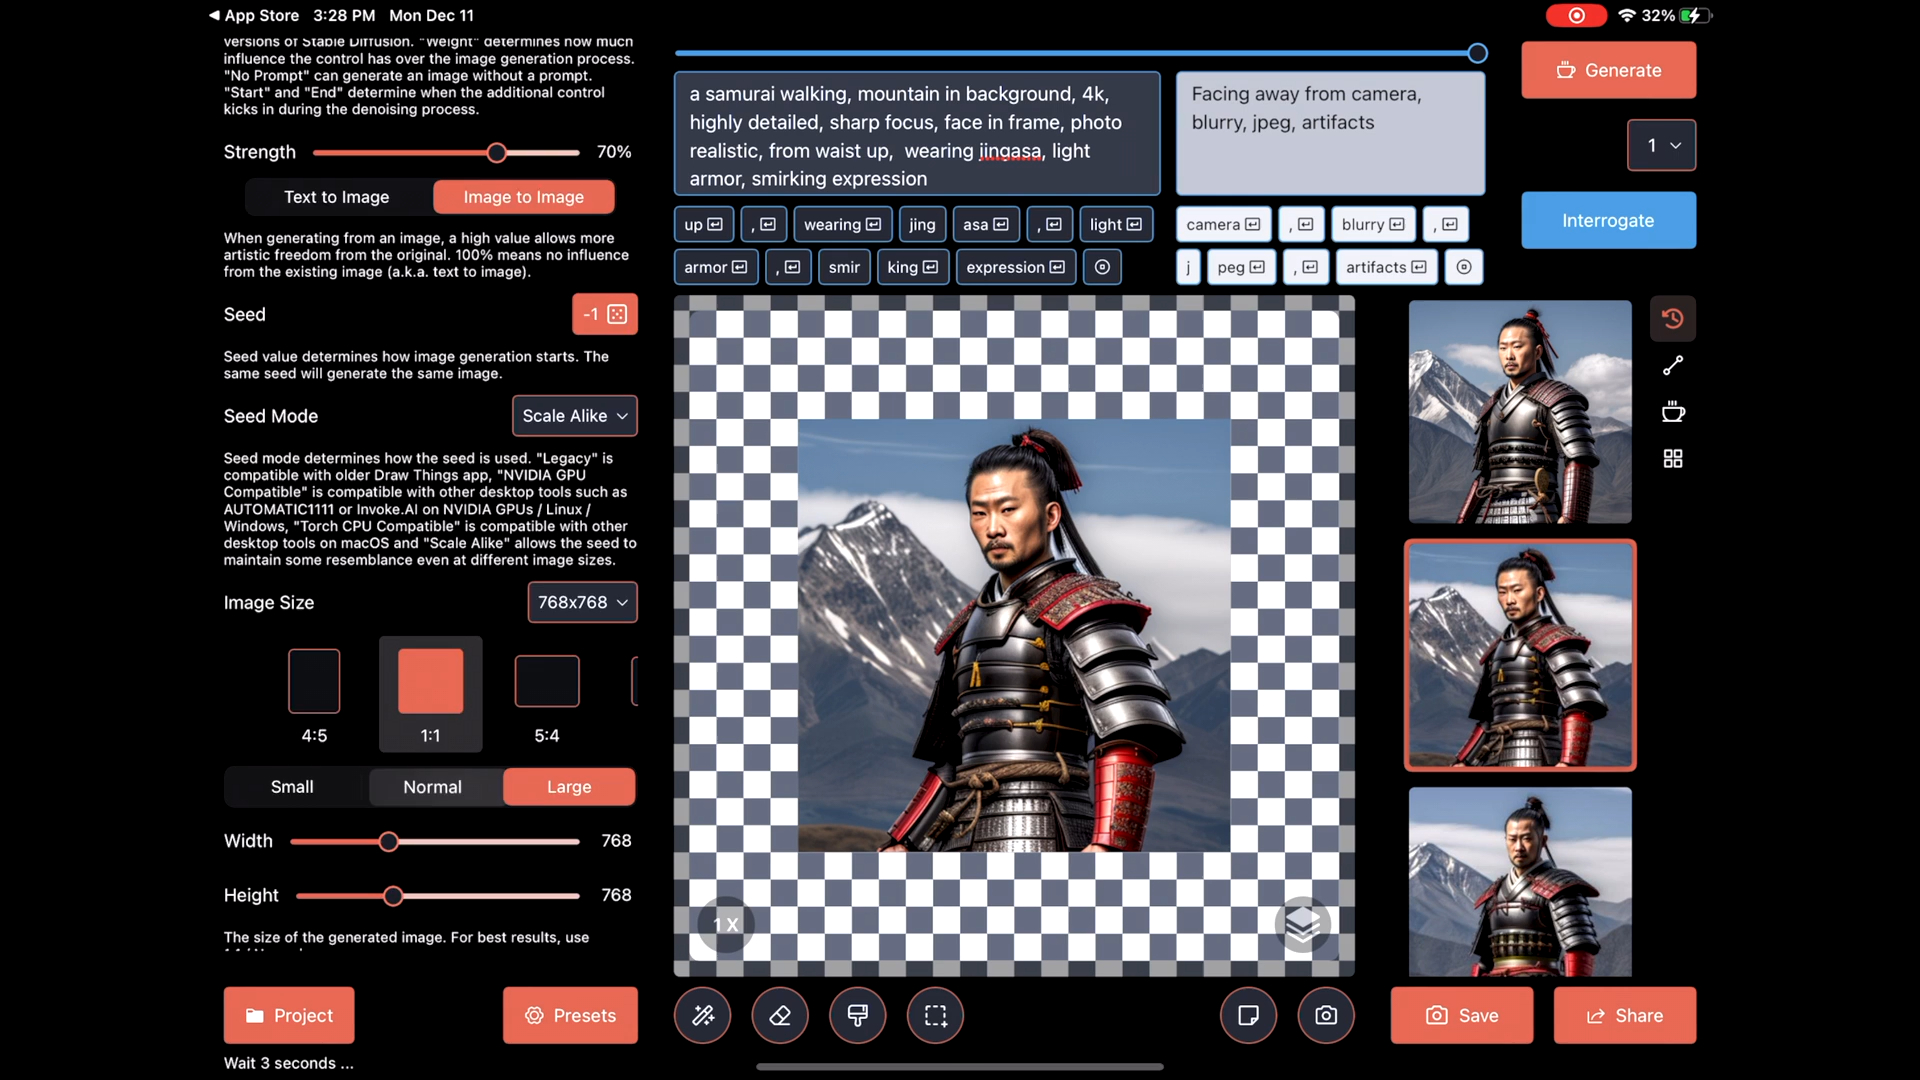 App Store 3:28 PM Mon Dec 11
32%
versions of Stable Diffusion. "Weight" determines how much
influence the control has over the image generation process.
"No Prompt" can generate an image without a prompt.
"Start" and "End" determine when the additional control
kicks in during the denoising process.
Strength 70%
Text to Image Image to Image
When generating from an image, a high value allows more
artistic freedom from the original. 100% means no influence
from the existing image (a.k.a. text to image).
Seed -1
Seed value determines how image generation starts. The
same seed will generate the same image.
Seed Mode Scale Alike
Seed mode determines how the seed is used. "Legacy" is
compatible with older Draw Things app, "NVIDIA GPU
Compatible" is compatible with other desktop tools such as
AUTOMATIC1111 or Invoke.AI on NVIDIA GPUs / Linux /
Windows, "Torch CPU Compatible" is compatible with other
desktop tools on macOS and "Scale Alike" allows the seed to
maintain some resemblance even at different image sizes.
Image Size 768x768
4:5 1:1 5:4
Small Normal Large
Width 768
Height 768
The size of the generated image. For best results, use
Project Presets
Wait 3 seconds ...
a samurai walking, mountain in background, 4k,
highly detailed, sharp focus, face in frame, photo
realistic, from waist up,  wearing jingasa, light
armor, smirking expression
up , wearing jing asa , light
armor , smir king expression
Facing away from camera,
blurry, jpeg, artifacts
camera , blurry ,
j peg , artifacts
Generate
1
Interrogate
1 X
Save Share